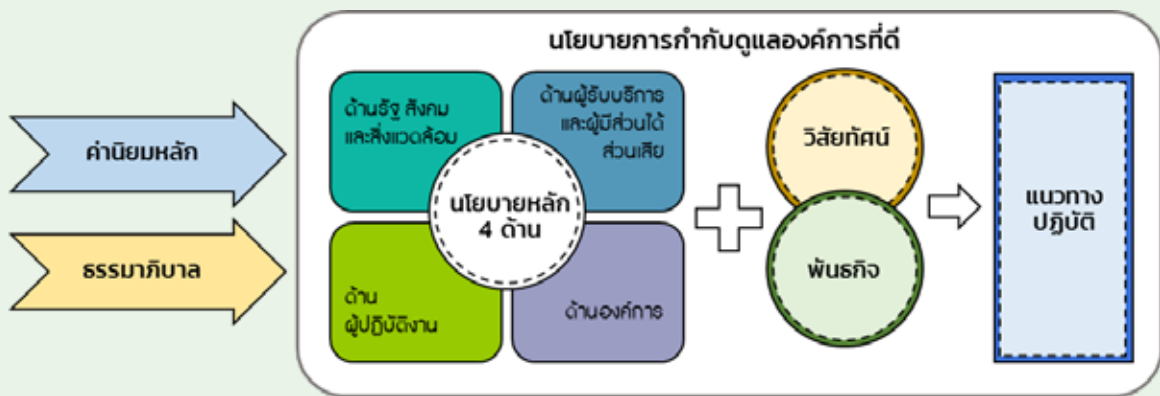 นโยบายการกำกับดูแลองค์การที่ดี
ค่านิยมหลัก
ธรรมาภิบาล
ด้านรัฐ สังคม
และสิ่งแวดล้อม
ด้านผู้รับบริการ
และผู้มีส่วนได้
ส่วนเสีย
นโยบายหลัก
4 ด้าน
ด้าน
ผู้ปฏิบัติงาน
ด้านองค์การ
วิสัยทัศน์
พันธกิจ
แนวทาง
ปฏิบัติ